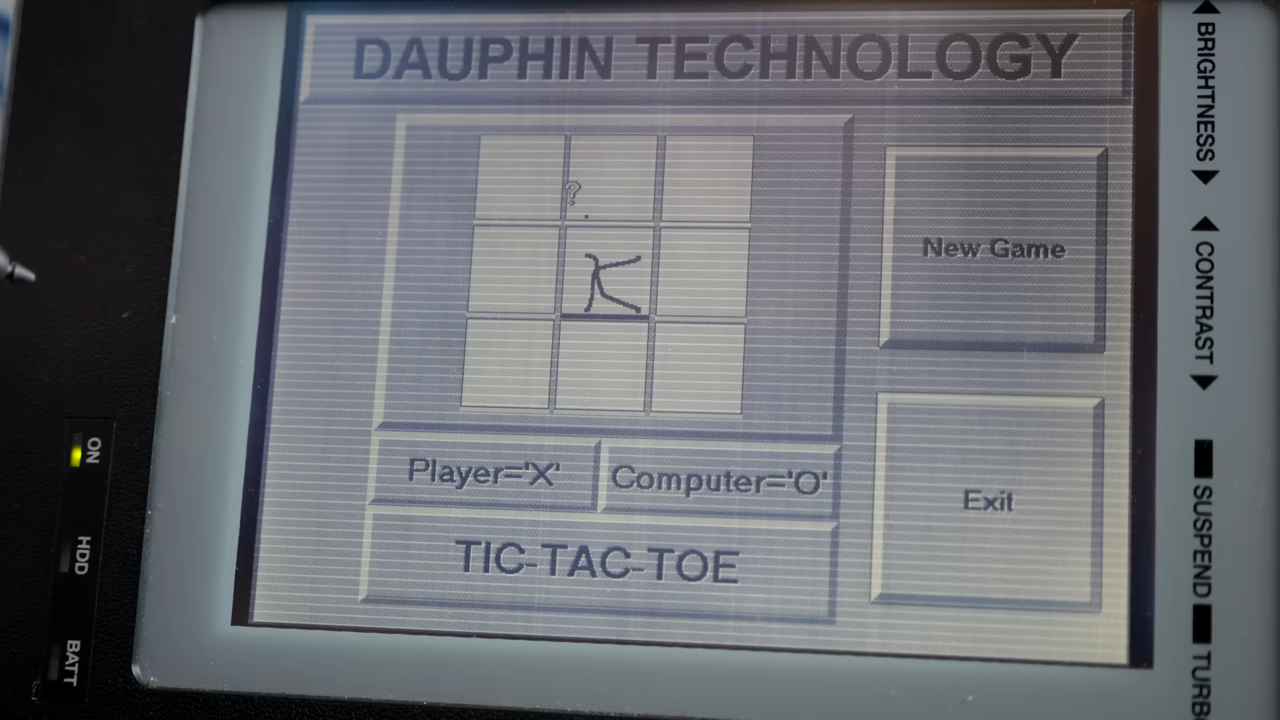 DAUPHIN TECHNOLOGY
?
New Game
Player='X'
Computer='O'
Exit
TIC-TAC-TOE
BRIGHTNESS
CONTRAST
SUSPEND
ON
HDD
BATT